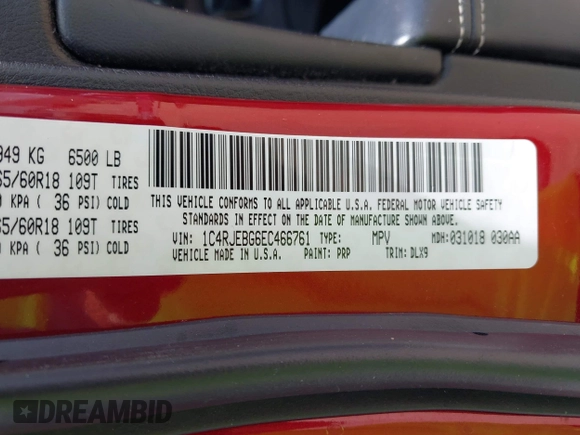 949 KG 6500 LB
65/60R18 109T TIRES
KPA ( 36 PSI) COLD
65/60R18 109T TIRES
KPA ( 36 PSI) COLD
THIS VEHICLE CONFORMS TO ALL APPLICABLE U.S.A. FEDERAL MOTOR VEHICLE SAFETY
STANDARDS IN EFFECT ON THE DATE OF MANUFACTURE SHOWN ABOVE.
VIN: 1C4RJEBG6EC466761 TYPE: MPV MDH:031018 030AA
VEHICLE MADE IN U.S.A. PAINT: PRP TRIM: DLX9
DREAMBID